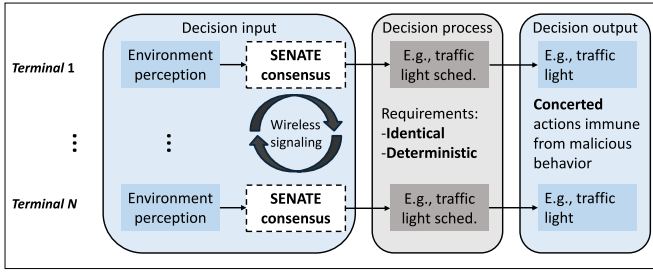 Decision input
Decision process
Decision output
Terminal 1
Environment
perception
SENATE
consensus
E.g., traffic
light sched.
E.g., traffic
light
Wireless
signaling
Requirements:
-Identical
-Deterministic
Concerted
actions immune
from malicious
behavior
Terminal N
Environment
perception
SENATE
consensus
E.g., traffic
light sched.
E.g., traffic
light